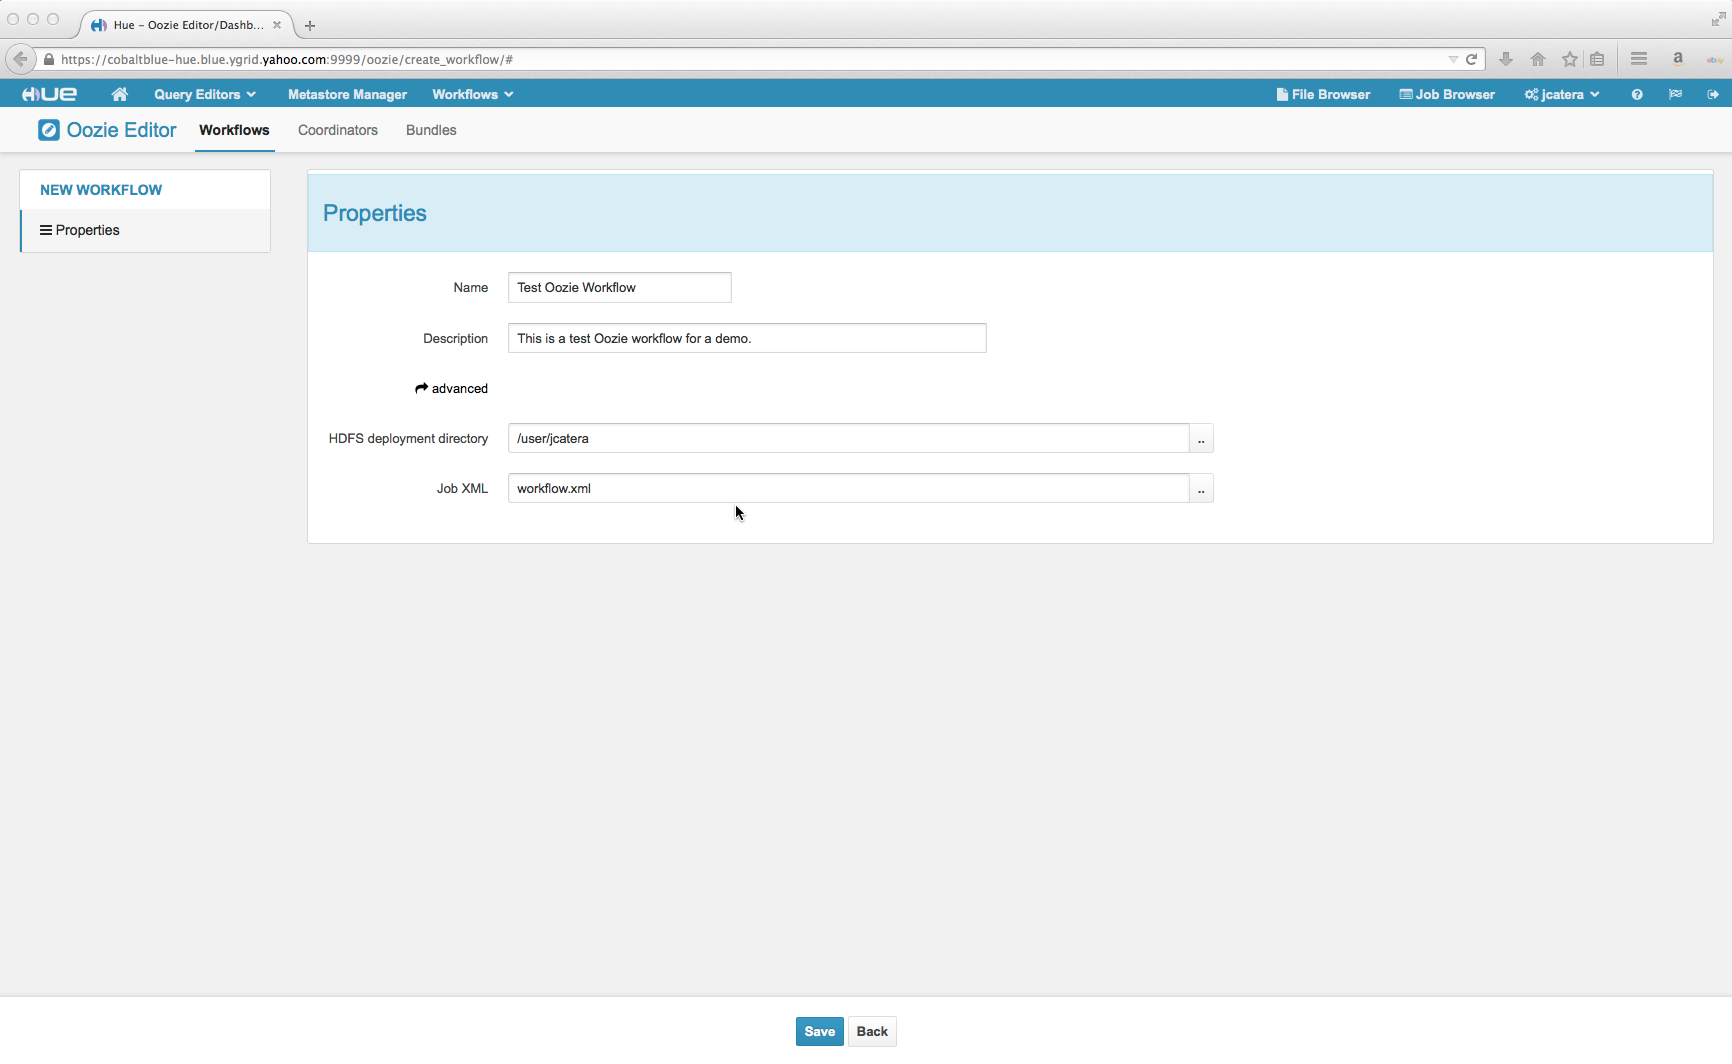 Hue – Oozie Editor/Dashb...
https://cobaltblue-hue.blue.ygrid.yahoo.com:9999/oozie/create_workflow/#
a
ebay
HUE
Query Editors
Metastore Manager
Workflows
File Browser
Job Browser
jcatera
Oozie Editor
Workflows
Coordinators
Bundles
NEW WORKFLOW
Properties
Properties
Name
Test Oozie Workflow
Description
This is a test Oozie workflow for a demo.
advanced
HDFS deployment directory
/user/jcatera
..
Job XML
workflow.xml
..
Save
Back